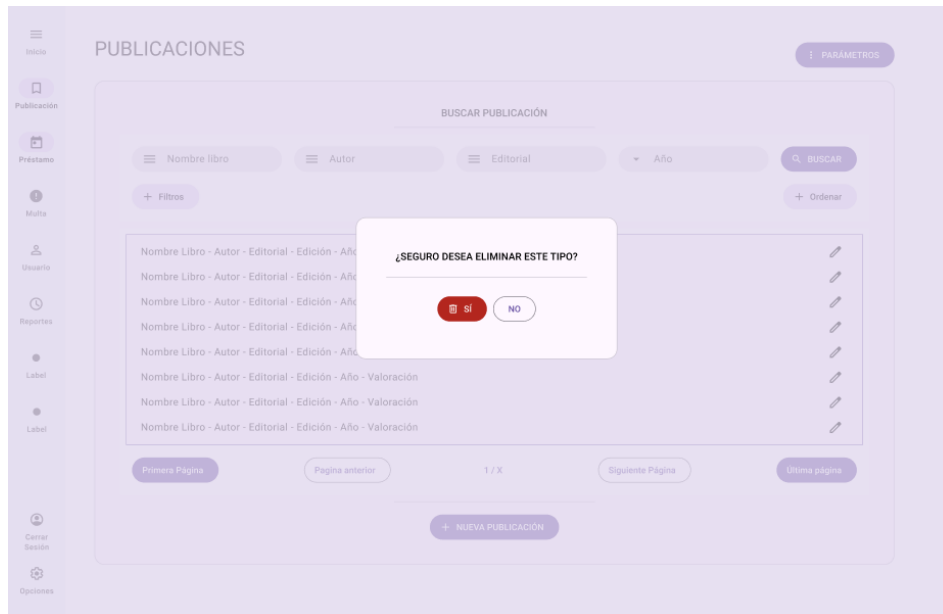 Inicio
Publicación
Préstamo
Multa
Usuario
Reportes
Label
Label
Cerrar
Sesión
Opciones
PUBLICACIONES
PARÁMETROS
BUSCAR PUBLICACIÓN
Nombre libro
Autor
Editorial
Año
BUSCAR
+ Filtros
+ Ordenar
Nombre Libro - Autor - Editorial - Edición - Año
Nombre Libro - Autor - Editorial - Edición - Año
Nombre Libro - Autor - Editorial - Edición - Año
Nombre Libro - Autor - Editorial - Edición - Año
Nombre Libro - Autor - Editorial - Edición - Año
Nombre Libro - Autor - Editorial - Edición - Año - Valoración
Nombre Libro - Autor - Editorial - Edición - Año - Valoración
Nombre Libro - Autor - Editorial - Edición - Año - Valoración
¿SEGURO DESEA ELIMINAR ESTE TIPO?
SÍ
NO
Primera Pagina
Pagina anterior
1 / X
Siguiente Página
Última página
+ NUEVA PUBLICACIÓN